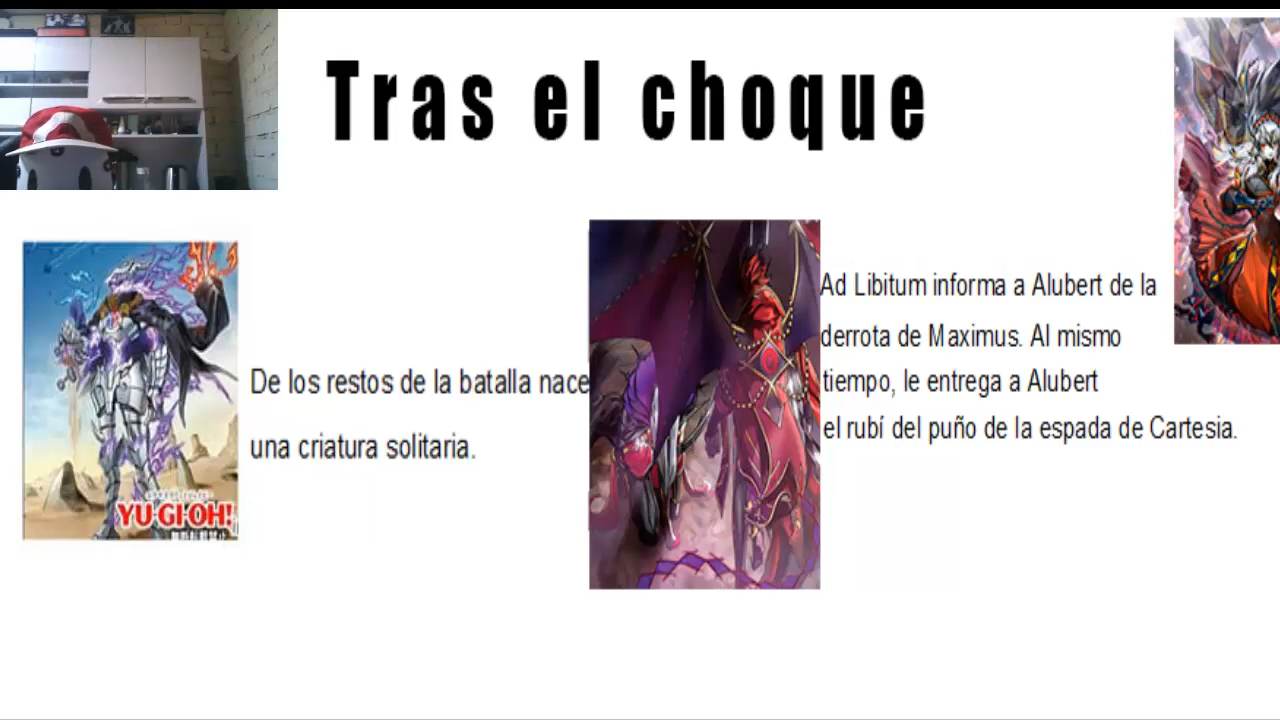 Tras el choque
De los restos de la batalla nace
una criatura solitaria.
YU-GI-OH!
Ad Libitum informa a Alubert de la
derrota de Maximus. Al mismo
tiempo, le entrega a Alubert
el rubí del puño de la espada de Cartesia.